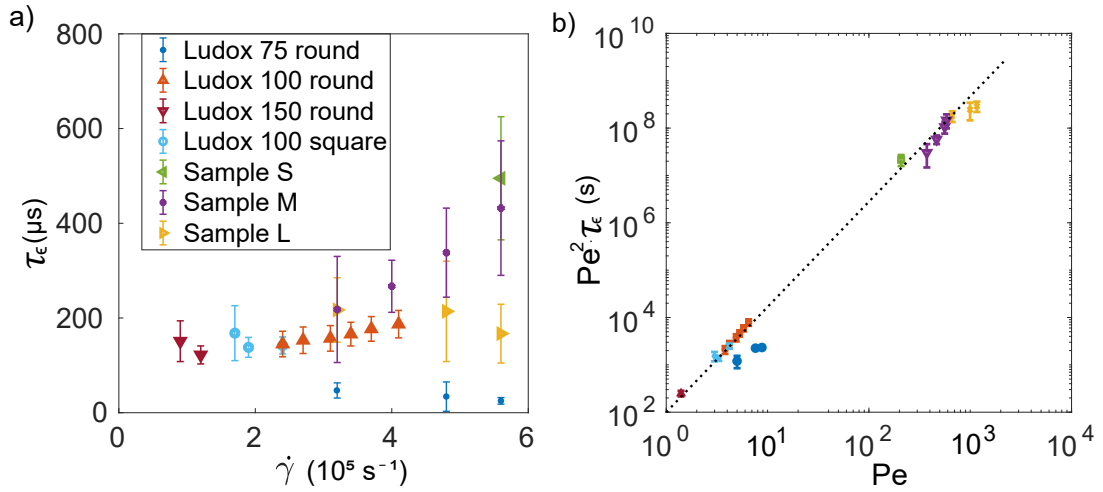 a)
800
600
400
200
0
τϵ(μs)
Ludox 75 round
Ludox 100 round
Ludox 150 round
Ludox 100 square
Sample S
Sample M
Sample L
0 2 4 6
γ̇ (10⁵ s⁻¹)
b)
10¹⁰
10⁸
10⁶
10⁴
10²
Pe²·τϵ (s)
10⁰ 10¹ 10² 10³ 10⁴
Pe